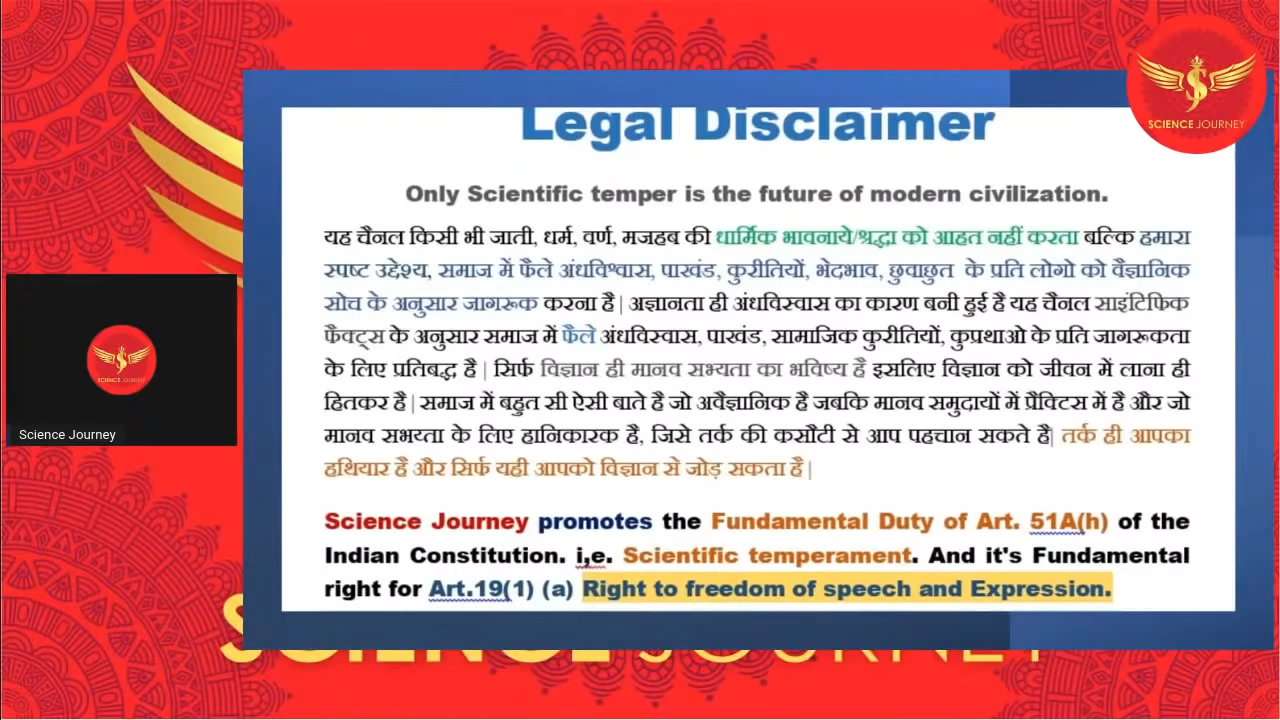 Legal Disclaimer
SCIENCE JOURNEY
Only Scientific temper is the future of modern civilization.
यह चैनल किसी भी जाती, धर्म, वर्ण, मजहब की धार्मिक भावनाये/श्रद्धा को आहत नहीं करता बल्कि हमारा
स्पष्ट उद्देश्य, समाज में फैले अंधविश्वास, पाखंड, कुरीतियों, भेदभाव, छुवाछुत के प्रति लोगो को वैज्ञानिक
सोच के अनुसार जागरूक करना है | अज्ञानता ही अंधविस्वास का कारण बनी हुई है यह चैनल साइंटिफिक
फैक्ट्स के अनुसार समाज में फैले अंधविस्वास, पाखंड, सामाजिक कुरीतियों, कुप्रथाओ के प्रति जागरूकता
के लिए प्रतिबद्ध है | सिर्फ विज्ञान ही मानव सभ्यता का भविष्य है इसलिए विज्ञान को जीवन में लाना ही
हितकर है | समाज में बहुत सी ऐसी बाते है जो अवैज्ञानिक है जबकि मानव समुदायों में प्रैक्टिस में है और जो
मानव सभ्यता के लिए हानिकारक है, जिसे तर्क की कसौटी से आप पहचान सकते है| तर्क ही आपका
हथियार है और सिर्फ यही आपको विज्ञान से जोड़ सकता है |
Science Journey promotes the Fundamental Duty of Art. 51A(h) of the
Indian Constitution. i,e. Scientific temperament. And it's Fundamental
right for Art.19(1) (a) Right to freedom of speech and Expression.
SCIENCE JOURNEY
Science Journey
SCIENCE JOURNEY